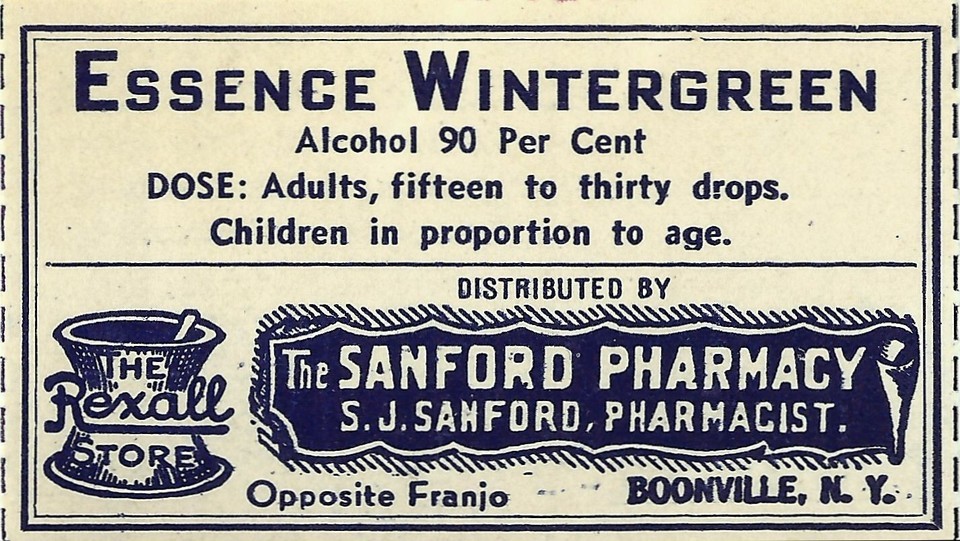 ESSENCE WINTERGREEN
Alcohol 90 Per Cent
DOSE: Adults, fifteen to thirty drops.
Children in proportion to age.
DISTRIBUTED BY
THE
Rexall
STORE
The SANFORD PHARMACY
S. J. SANFORD, PHARMACIST.
Opposite Franjo
BOONVILLE, N. Y.